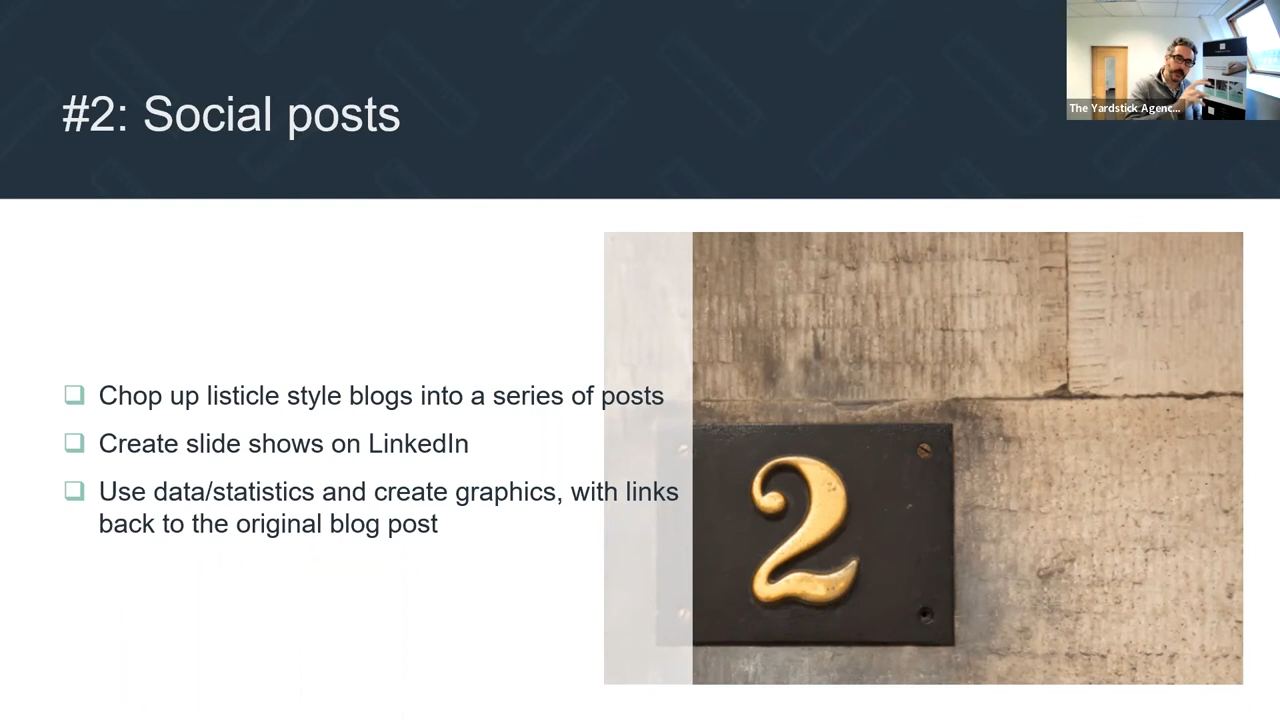 #2: Social posts
The Yardstick Agenc...
Chop up listicle style blogs into a series of posts
Create slide shows on LinkedIn
Use data/statistics and create graphics, with links
back to the original blog post
2